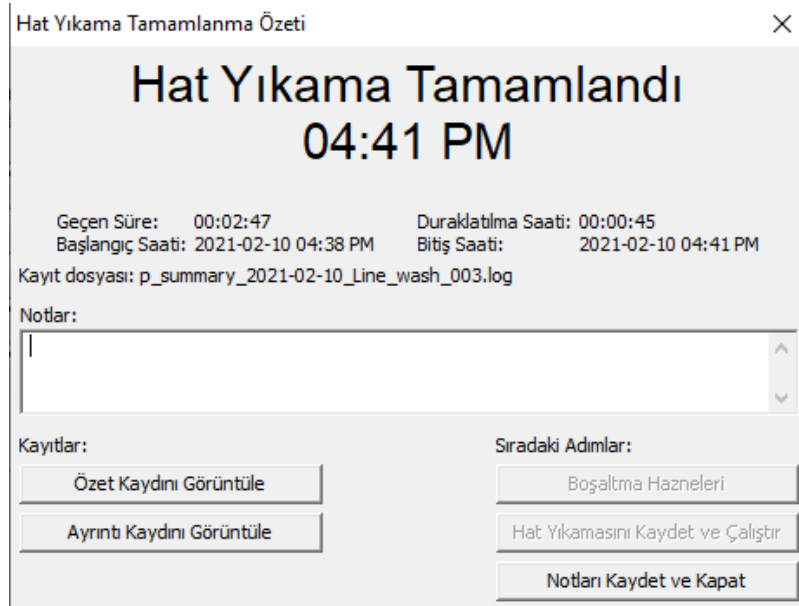 Hat Yıkama Tamamlanma Özeti
Hat Yıkama Tamamlandı
04:41 PM
Geçen Süre: 00:02:47 Duraklatılma Saati: 00:00:45
Başlangıç Saati: 2021-02-10 04:38 PM Bitiş Saati: 2021-02-10 04:41 PM
Kayıt dosyası: p_summary_2021-02-10_Line_wash_003.log
Notlar:
Kayıtlar: Sıradaki Adımlar:
Özet Kaydını Görüntüle Boşaltma Hazneleri
Ayrıntı Kaydını Görüntüle Hat Yıkamasını Kaydet ve Çalıştır
Notları Kaydet ve Kapat